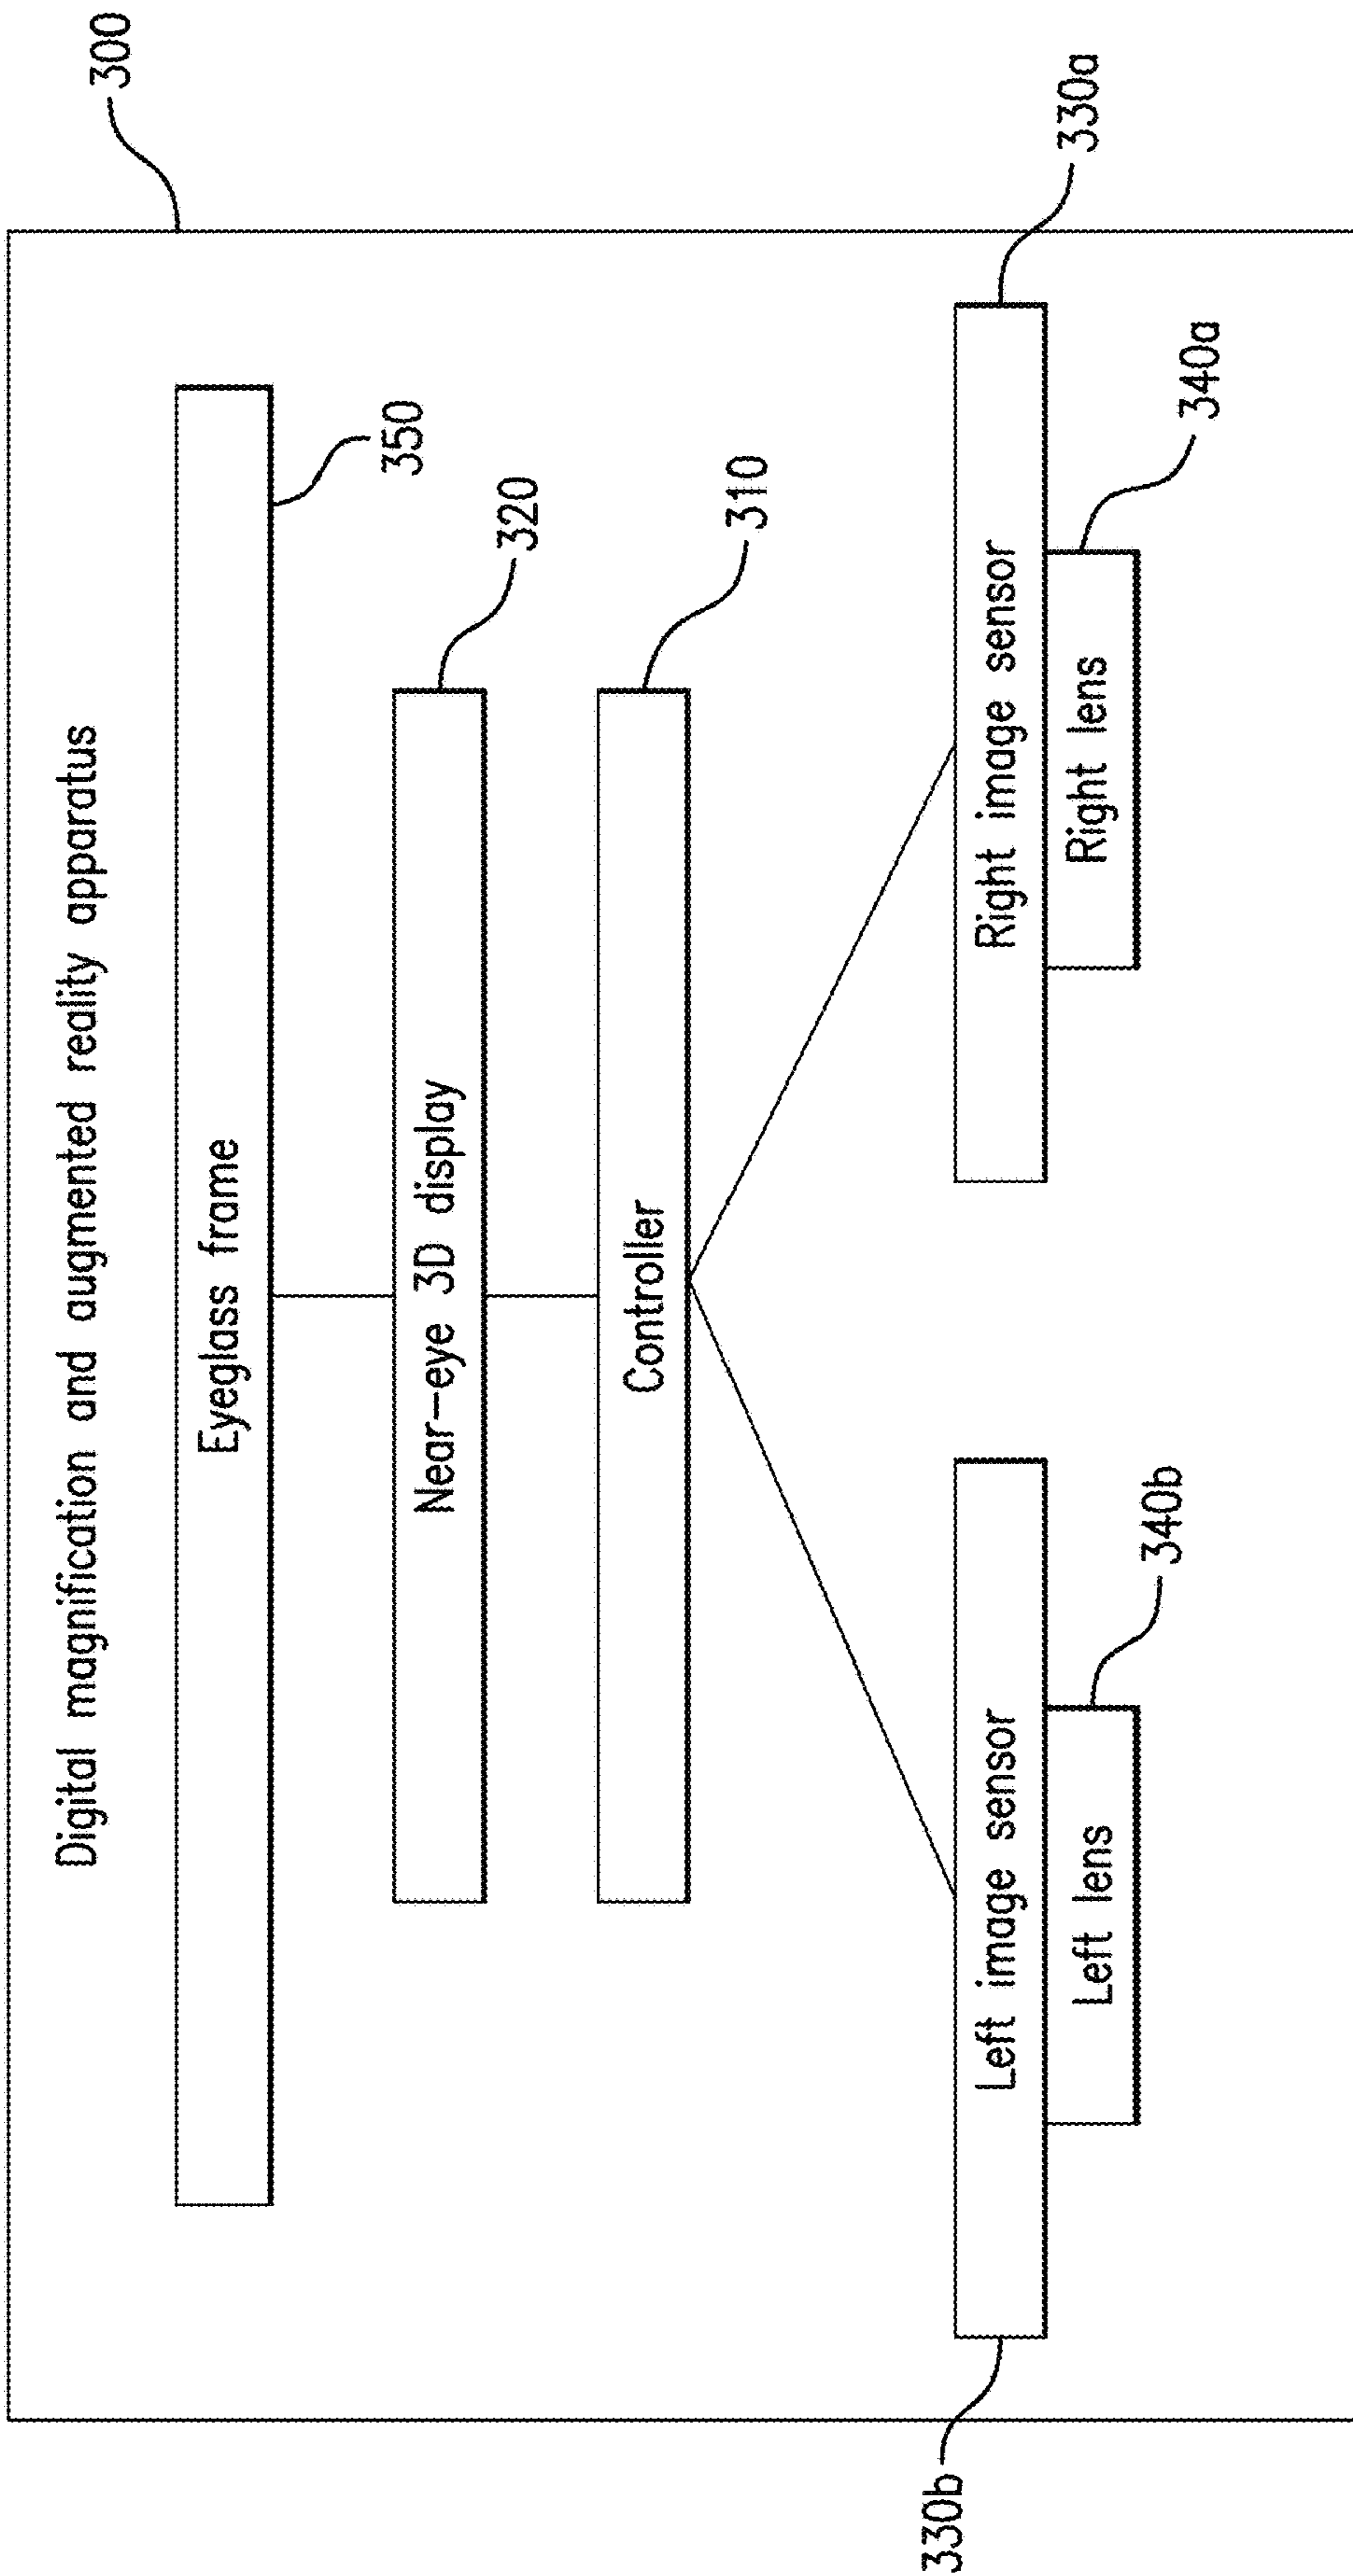 Digital magnification and augmented reality apparatus
300
Eyeglass frame
350
Near-eye 3D display
320
Controller
310
330b
Left image sensor
Right image sensor
330a
Left lens
340b
Right lens
340a